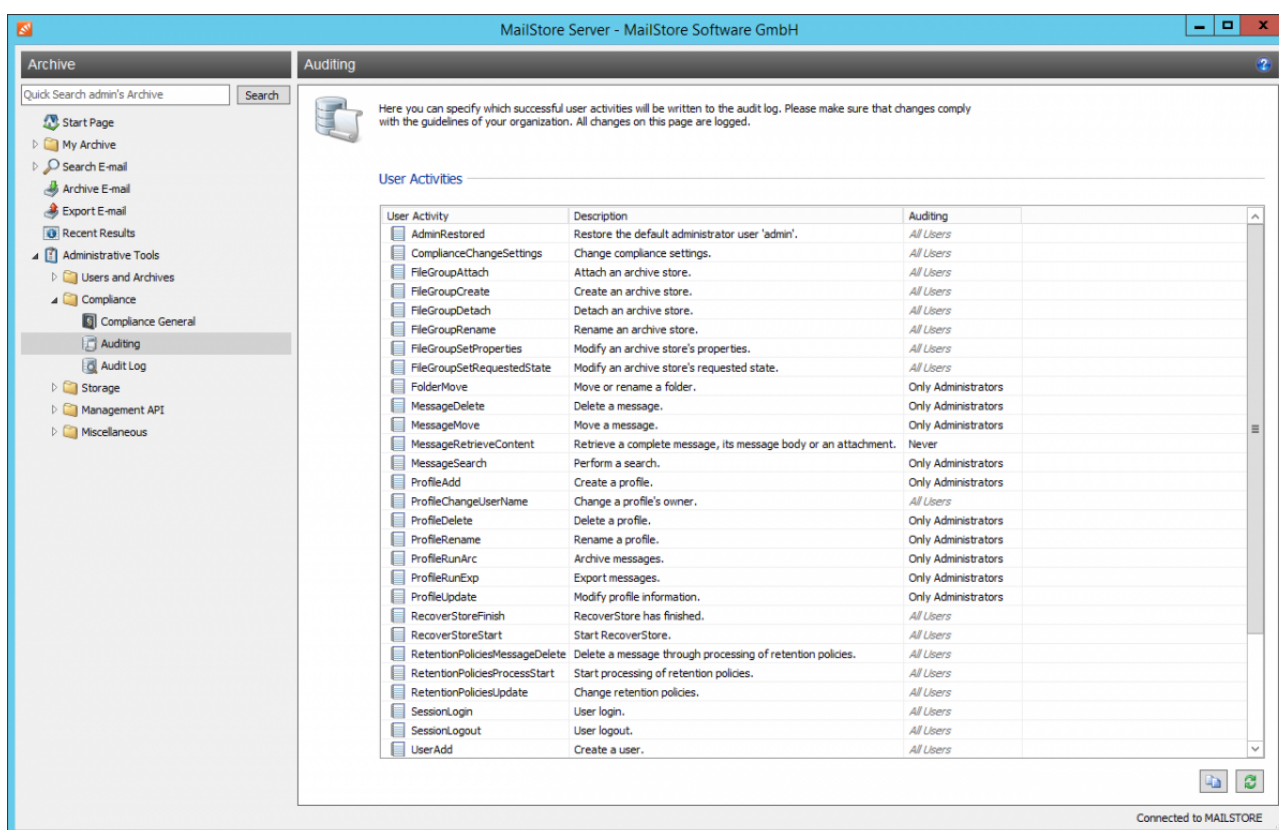 MailStore Server - MailStore Software GmbH
Archive
Auditing
Quick Search admin's Archive
Search
Start Page
My Archive
Search E-mail
Archive E-mail
Export E-mail
Recent Results
Administrative Tools
Users and Archives
Compliance
Compliance General
Auditing
Audit Log
Storage
Management API
Miscellaneous
Here you can specify which successful user activities will be written to the audit log. Please make sure that changes comply
with the guidelines of your organization. All changes on this page are logged.
User Activities
User Activity Description Auditing
AdminRestored Restore the default administrator user 'admin'. All Users
ComplianceChangeSettings Change compliance settings. All Users
FileGroupAttach Attach an archive store. All Users
FileGroupCreate Create an archive store. All Users
FileGroupDetach Detach an archive store. All Users
FileGroupRename Rename an archive store. All Users
FileGroupSetProperties Modify an archive store's properties. All Users
FileGroupSetRequestedState Modify an archive store's requested state. All Users
FolderMove Move or rename a folder. Only Administrators
MessageDelete Delete a message. Only Administrators
MessageMove Move a message. Only Administrators
MessageRetrieveContent Retrieve a complete message, its message body or an attachment. Never
MessageSearch Perform a search. Only Administrators
ProfileAdd Create a profile. Only Administrators
ProfileChangeUserName Change a profile's owner. All Users
ProfileDelete Delete a profile. Only Administrators
ProfileRename Rename a profile. Only Administrators
ProfileRunArc Archive messages. Only Administrators
ProfileRunExp Export messages. Only Administrators
ProfileUpdate Modify profile information. Only Administrators
RecoverStoreFinish RecoverStore has finished. All Users
RecoverStoreStart Start RecoverStore. All Users
RetentionPoliciesMessageDelete Delete a message through processing of retention policies. All Users
RetentionPoliciesProcessStart Start processing of retention policies. All Users
RetentionPoliciesUpdate Change retention policies. All Users
SessionLogin User login. All Users
SessionLogout User logout. All Users
UserAdd Create a user. All Users
Connected to MAILSTORE